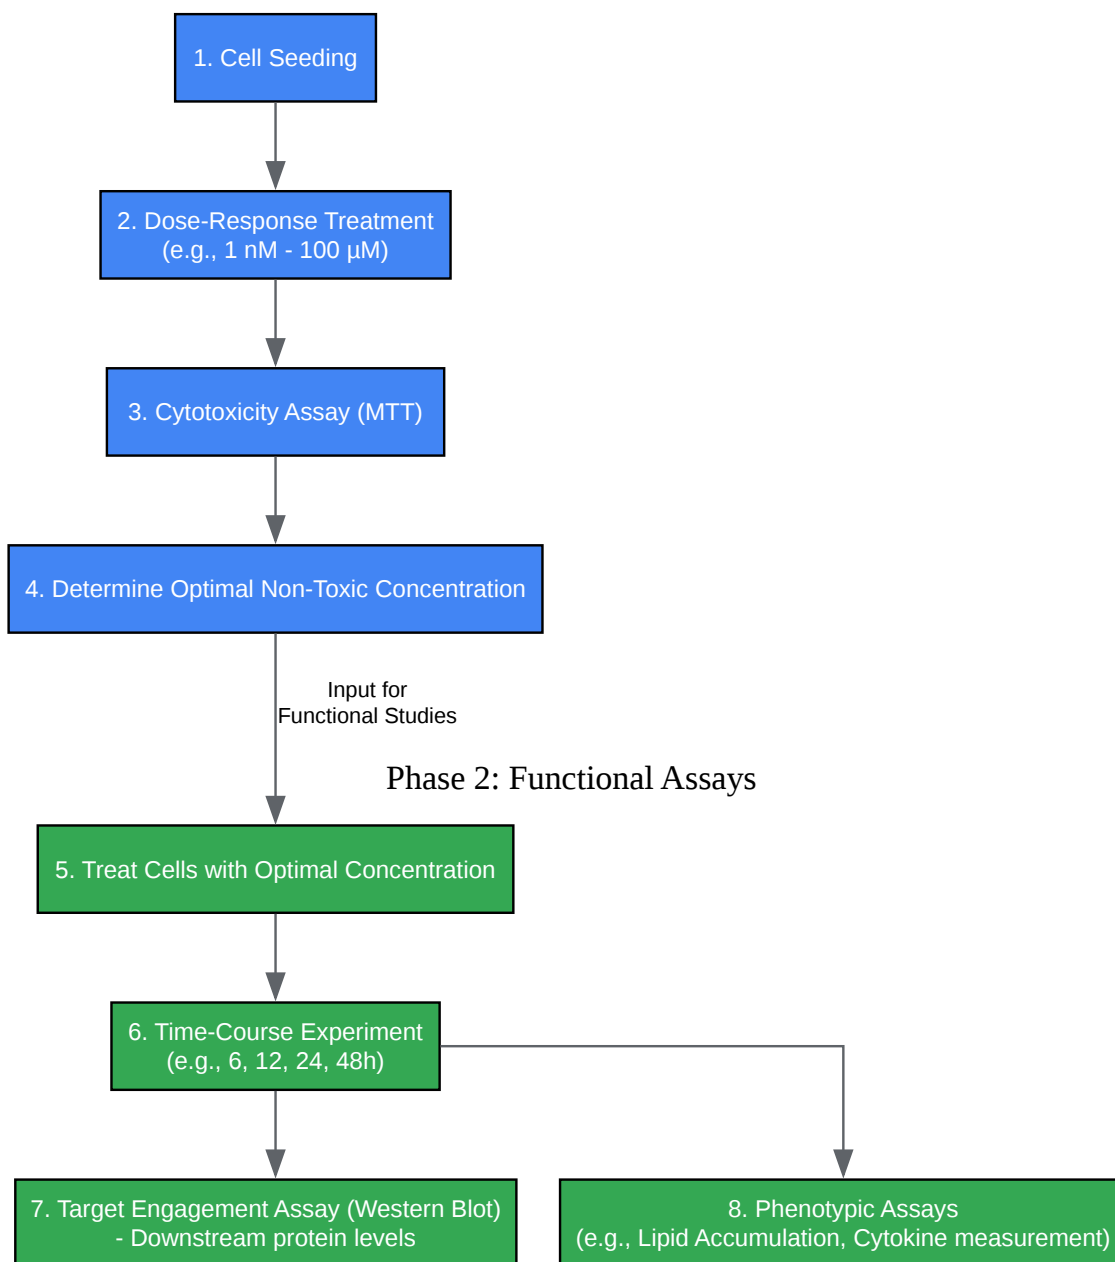 1. Cell Seeding
2. Dose-Response Treatment
(e.g., 1 nM - 100 µM)
3. Cytotoxicity Assay (MTT)
4. Determine Optimal Non-Toxic Concentration
Input for
Functional Studies
Phase 2: Functional Assays
5. Treat Cells with Optimal Concentration
6. Time-Course Experiment
(e.g., 6, 12, 24, 48h)
7. Target Engagement Assay (Western Blot)
- Downstream protein levels
8. Phenotypic Assays
(e.g., Lipid Accumulation, Cytokine measurement)